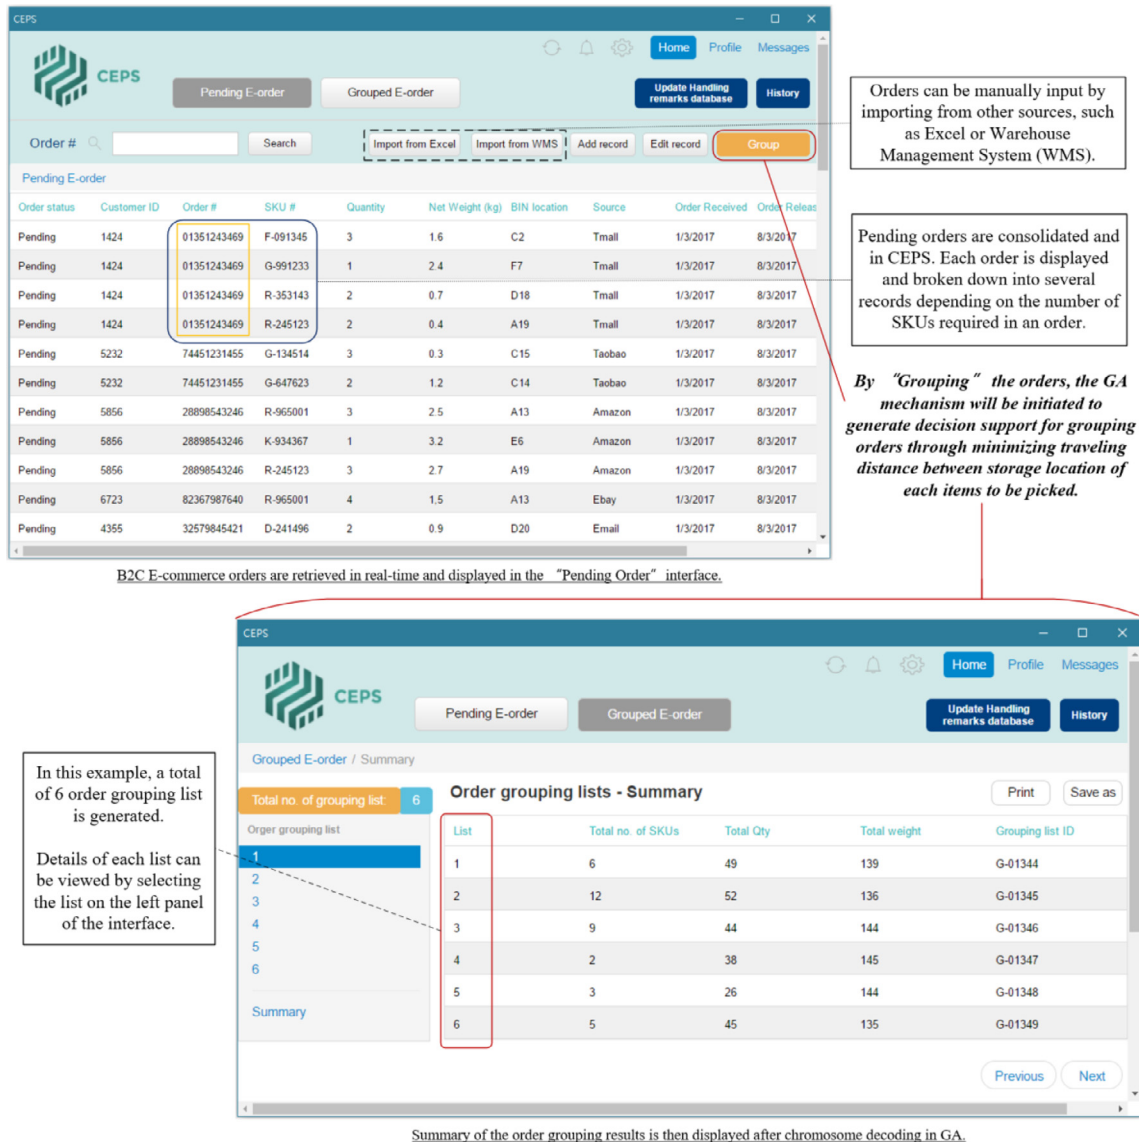 CEPS
CEPS
Home Profile Messages
Pending E-order Grouped E-order
Update Handling
remarks database
History
Order # Search Import from Excel Import from WMS Add record Edit record Group
Pending E-order
Order status Customer ID Order # SKU # Quantity Net Weight (kg) BIN location Source Order Received Order Releas
Pending 1424 01351243469 F-091345 3 1.6 C2 Tmall 1/3/2017 8/3/2017
Pending 1424 01351243469 G-991233 1 2.4 F7 Tmall 1/3/2017 8/3/2017
Pending 1424 01351243469 R-353143 2 0.7 D18 Tmall 1/3/2017 8/3/2017
Pending 1424 01351243469 R-245123 2 0.4 A19 Tmall 1/3/2017 8/3/2017
Pending 5232 74451231455 G-134514 3 0.3 C15 Taobao 1/3/2017 8/3/2017
Pending 5232 74451231455 G-647623 2 1.2 C14 Taobao 1/3/2017 8/3/2017
Pending 5856 28898543246 R-965001 3 2.5 A13 Amazon 1/3/2017 8/3/2017
Pending 5856 28898543246 K-934367 1 3.2 E6 Amazon 1/3/2017 8/3/2017
Pending 5856 28898543246 R-245123 3 2.7 A19 Amazon 1/3/2017 8/3/2017
Pending 6723 82367987640 R-965001 4 1.5 A13 Ebay 1/3/2017 8/3/2017
Pending 4355 32579845421 D-241496 2 0.9 D20 Email 1/3/2017 8/3/2017
B2C E-commerce orders are retrieved in real-time and displayed in the “Pending Order” interface.
Orders can be manually input by
importing from other sources, such
as Excel or Warehouse
Management System (WMS).
Pending orders are consolidated and
in CEPS. Each order is displayed
and broken down into several
records depending on the number of
SKUs required in an order.
By “Grouping” the orders, the GA
mechanism will be initiated to
generate decision support for grouping
orders through minimizing traveling
distance between storage location of
each items to be picked.
CEPS
CEPS
Home Profile Messages
Pending E-order Grouped E-order
Update Handling
remarks database
History
Grouped E-order / Summary
Total no. of grouping list: 6
Orger grouping list
1
2
3
4
5
6
Summary
Order grouping lists - Summary
Print Save as
List Total no. of SKUs Total Qty Total weight Grouping list ID
1 6 49 139 G-01344
2 12 52 136 G-01345
3 9 44 144 G-01346
4 2 38 145 G-01347
5 3 26 144 G-01348
6 5 45 135 G-01349
Previous Next
In this example, a total
of 6 order grouping list
is generated.
Details of each list can
be viewed by selecting
the list on the left panel
of the interface.
Summary of the order grouping results is then displayed after chromosome decoding in GA.